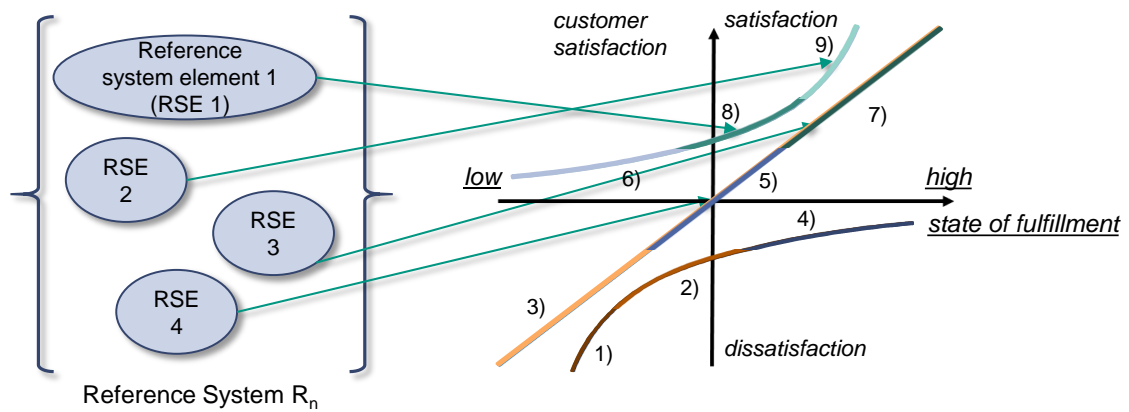 Reference
system element 1
(RSE 1)
RSE
2
RSE
3
RSE
4
Reference System Rn
customer
satisfaction
satisfaction
9)
8)
7)
low
6)
5)
high
4)
state of fulfillment
3)
2)
1)
dissatisfaction